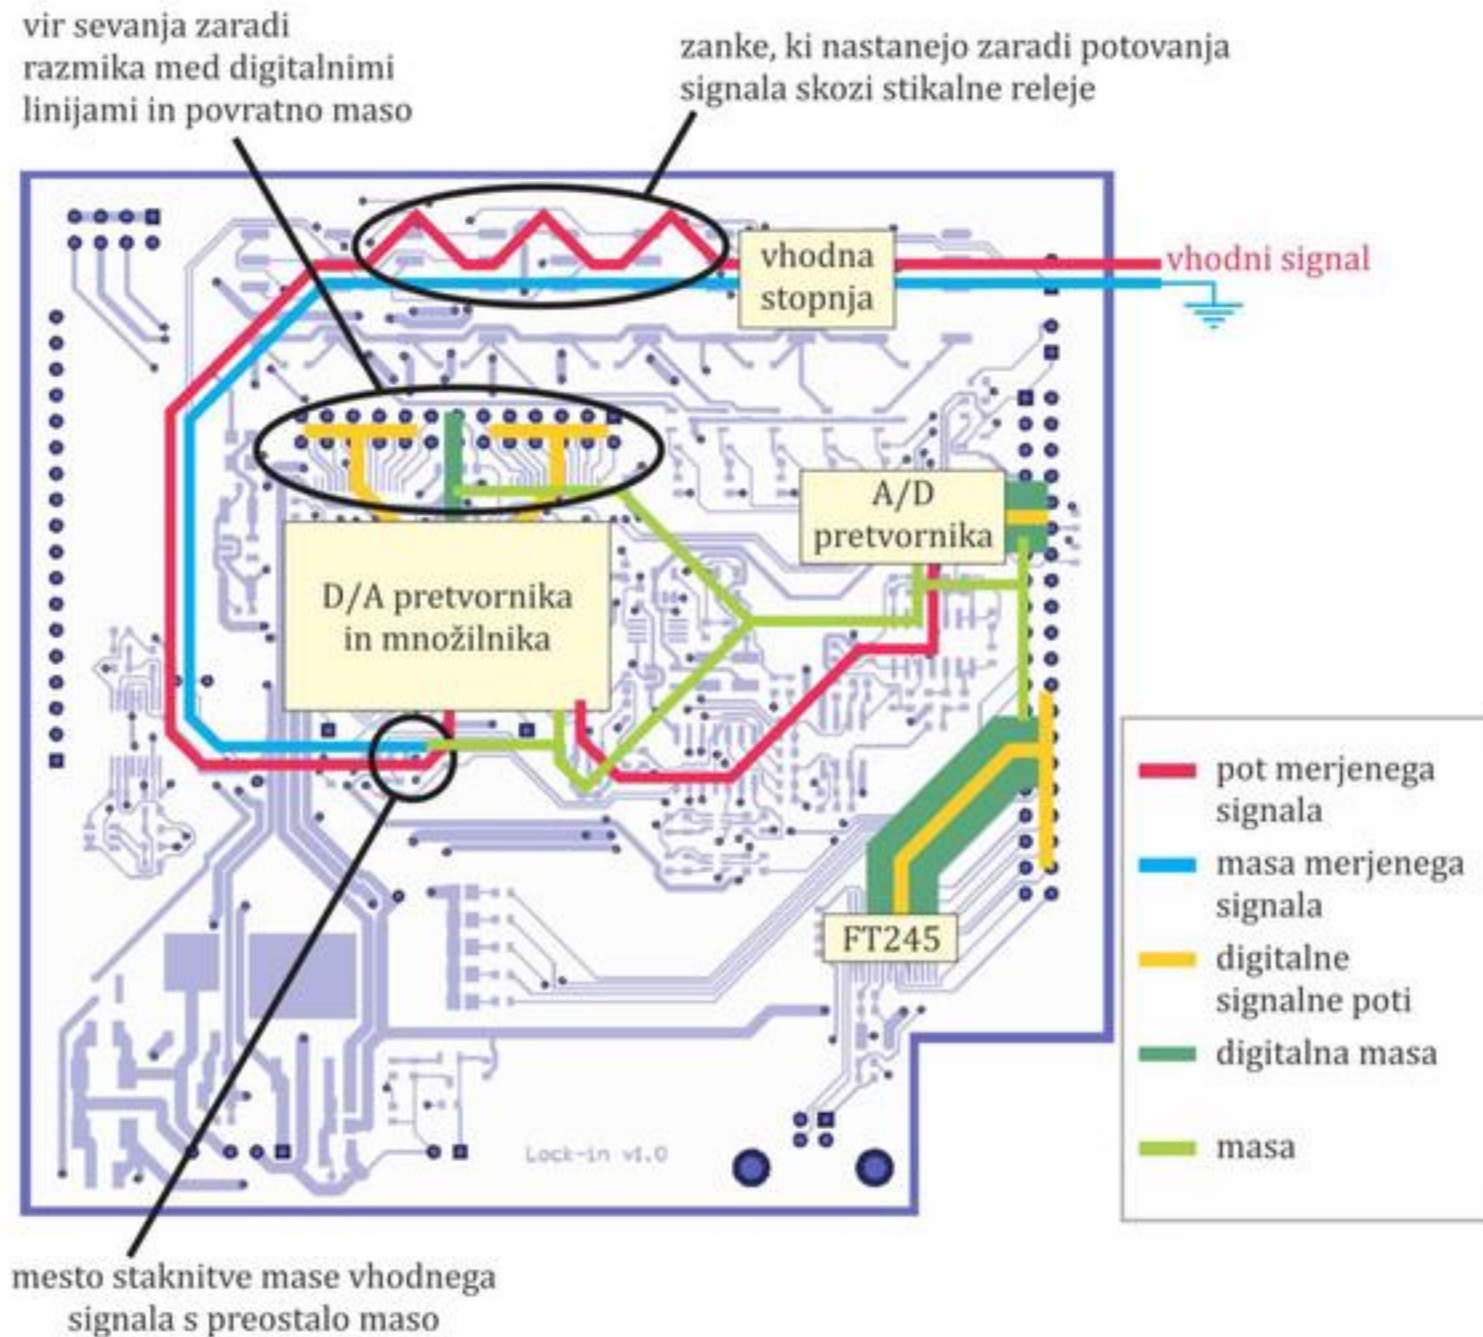 vir sevanja zaradi
razmika med digitalnimi
linijami in povratno maso
zanke, ki nastanejo zaradi potovanja
signala skozi stikalne releje
vhodna
stopnja
vhodni signal
A/D
pretvornika
D/A pretvornika
in množilnika
FT245
Lock-in v1.0
pot merjenega
signala
masa merjenega
signala
digitalne
signalne poti
digitalna masa
masa
mesto staknitve mase vhodnega
signala s preostalo maso